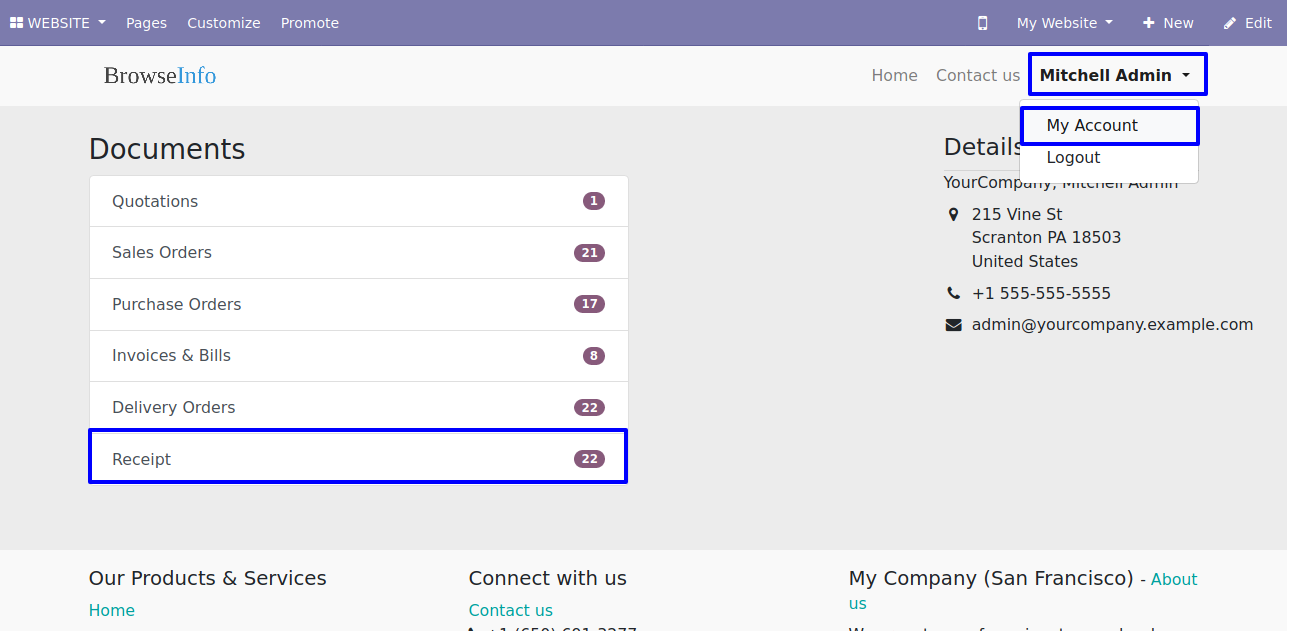 WEBSITE Pages Customize Promote My Website New Edit
BrowseInfo Home Contact us Mitchell Admin
My Account
Logout
Documents
Quotations 1
Sales Orders 21
Purchase Orders 17
Invoices & Bills 8
Delivery Orders 22
Receipt 22
Details
YourCompany, Mitchell Admin
215 Vine St
Scranton PA 18503
United States
+1 555-555-5555
admin@yourcompany.example.com
Our Products & Services
Home
Connect with us
Contact us
My Company (San Francisco) - About
us